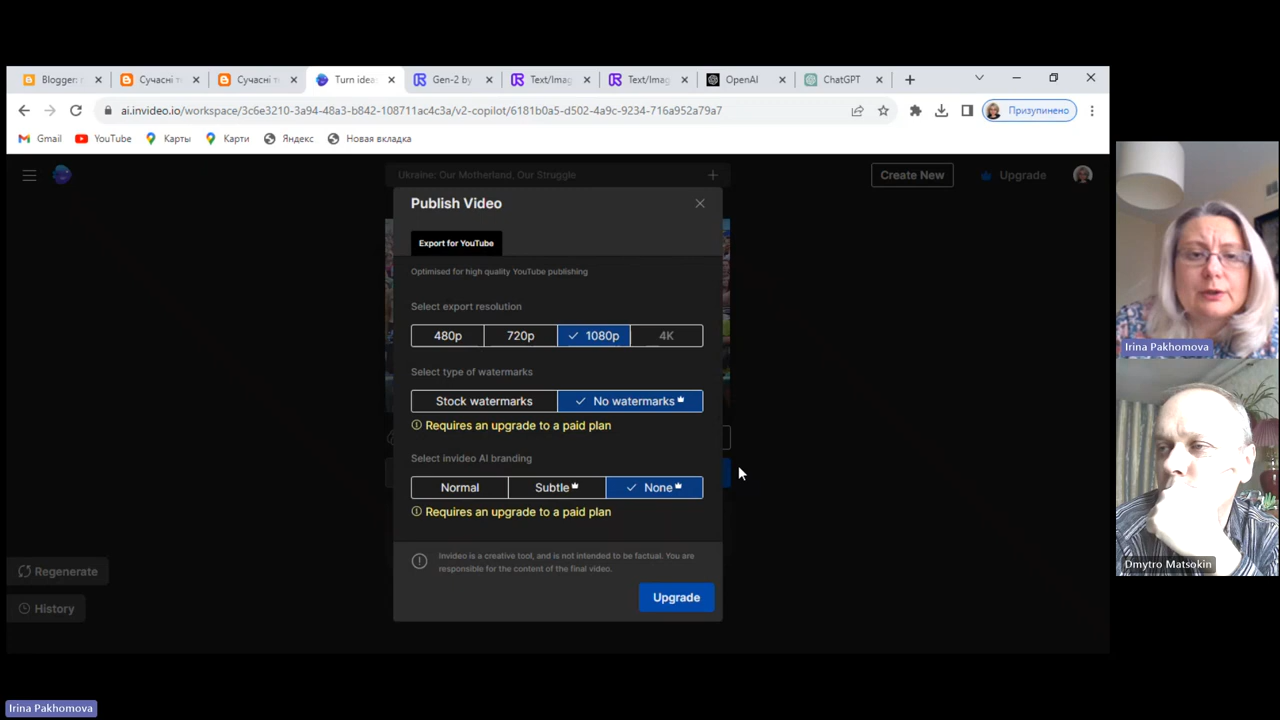 Blogger:
Сучасні т
Сучасні т
Turn idea
Gen-2 by
Text/Imag
Text/Imag
OpenAI
ChatGPT
ai.invideo.io/workspace/3c6e3210-3a94-48a3-b842-108711ac4c3a/v2-copilot/6181b0a5-d502-4a9c-9234-716a952a79a7
Призупинено
Gmail
YouTube
Карты
Карти
Яндекс
Новая вкладка
Ukraine: Our Motherland, Our Struggle
Create New
Upgrade
Publish Video
Export for YouTube
Optimised for high quality YouTube publishing
Select export resolution
480p
720p
1080p
4K
Select type of watermarks
Stock watermarks
No watermarks
Requires an upgrade to a paid plan
Select invideo AI branding
Normal
Subtle
None
Requires an upgrade to a paid plan
Invideo is a creative tool, and is not intended to be factual. You are
responsible for the content of the final video.
Upgrade
Regenerate
History
Irina Pakhomova
Dmytro Matsokin
Irina Pakhomova